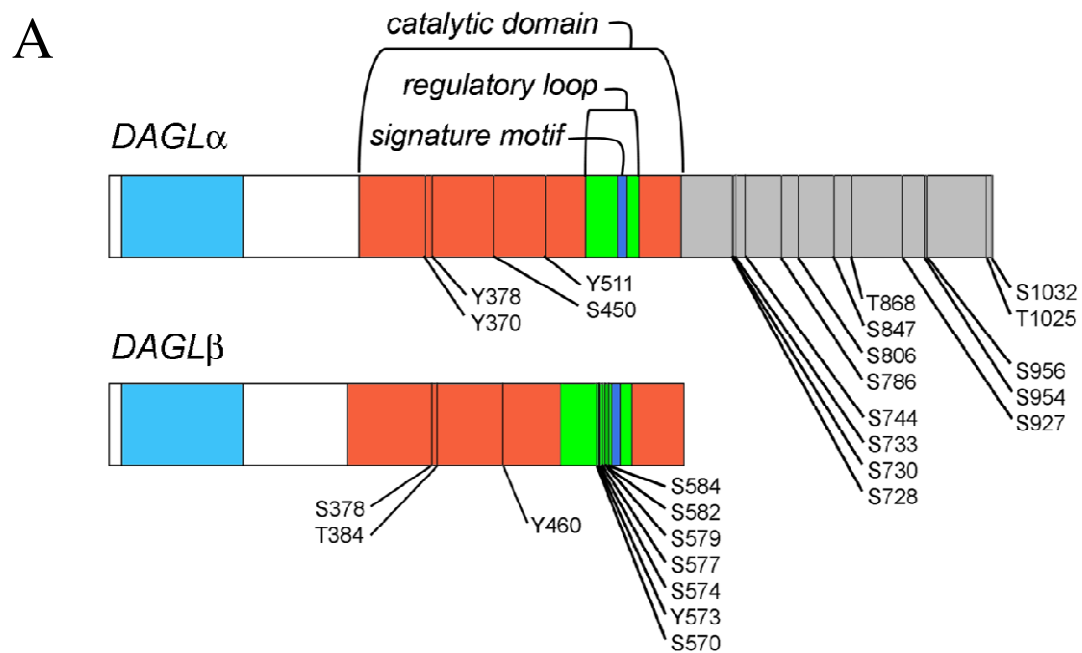 A
catalytic domain
regulatory loop
signature motif
DAGLα
Y378
Y370
Y511
S450
T868
S847
S806
S786
S744
S733
S730
S728
S1032
T1025
S956
S954
S927
DAGLβ
S378
T384
Y460
S584
S582
S579
S577
S574
Y573
S570